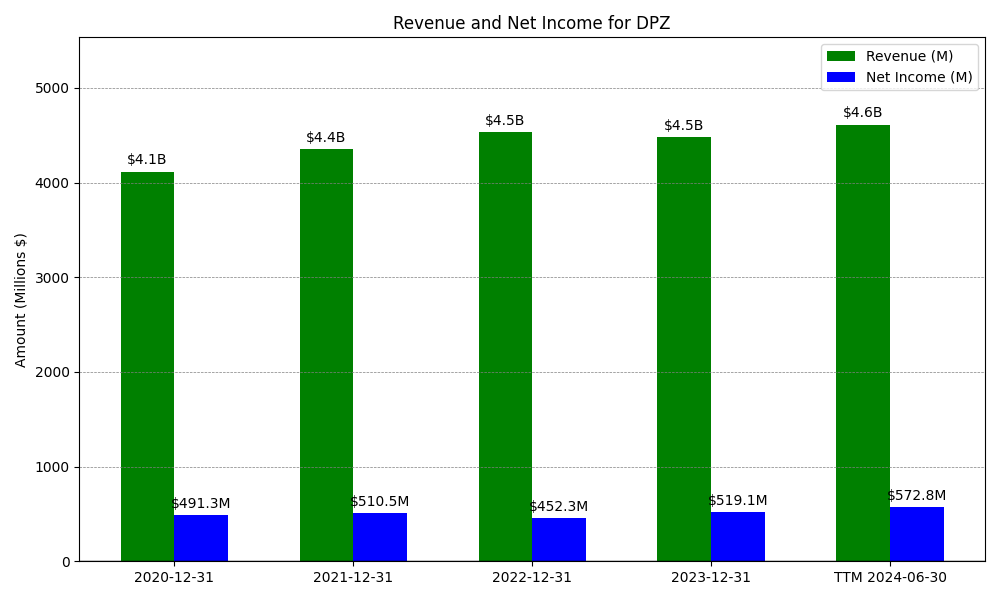 Revenue and Net Income for DPZ
Revenue (M)
Net Income (M)
Amount (Millions $)
5000
4000
3000
2000
1000
0
$4.1B
$4.4B
$4.5B
$4.5B
$4.6B
$491.3M
$510.5M
$452.3M
$519.1M
$572.8M
2020-12-31
2021-12-31
2022-12-31
2023-12-31
TTM 2024-06-30